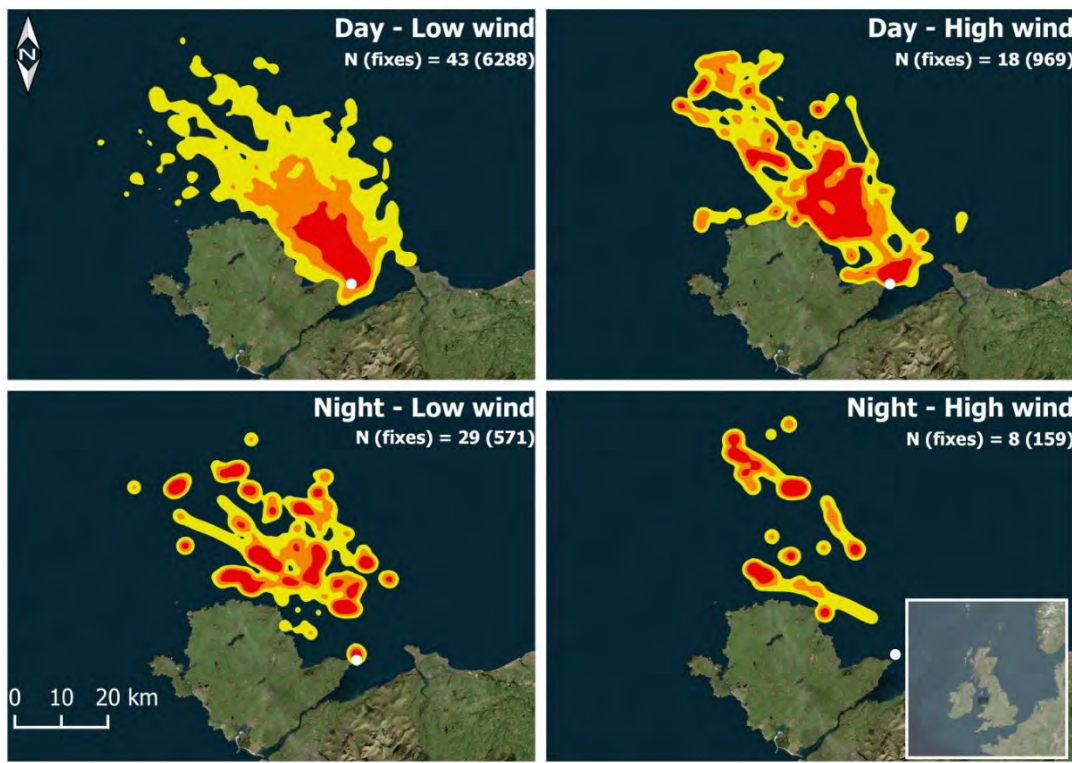 N
Day - Low wind
N (fixes) = 43 (6288)
Day - High wind
N (fixes) = 18 (969)
Night - Low wind
N (fixes) = 29 (571)
Night - High wind
N (fixes) = 8 (159)
0 10 20 km